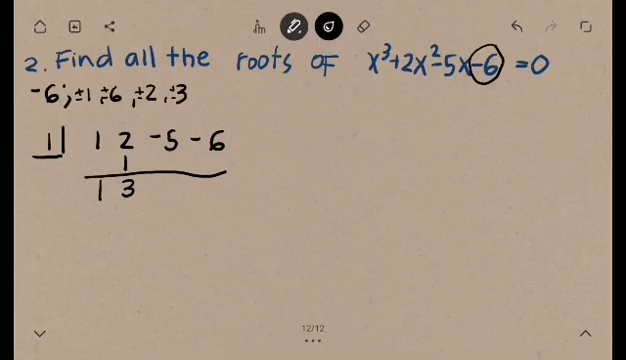 2. Find all the roots of x³+2x²-5x-6 =0
-6; ±1, ±6, ±2, ±3
1| 1 2 -5 -6
1
1 3
12/12